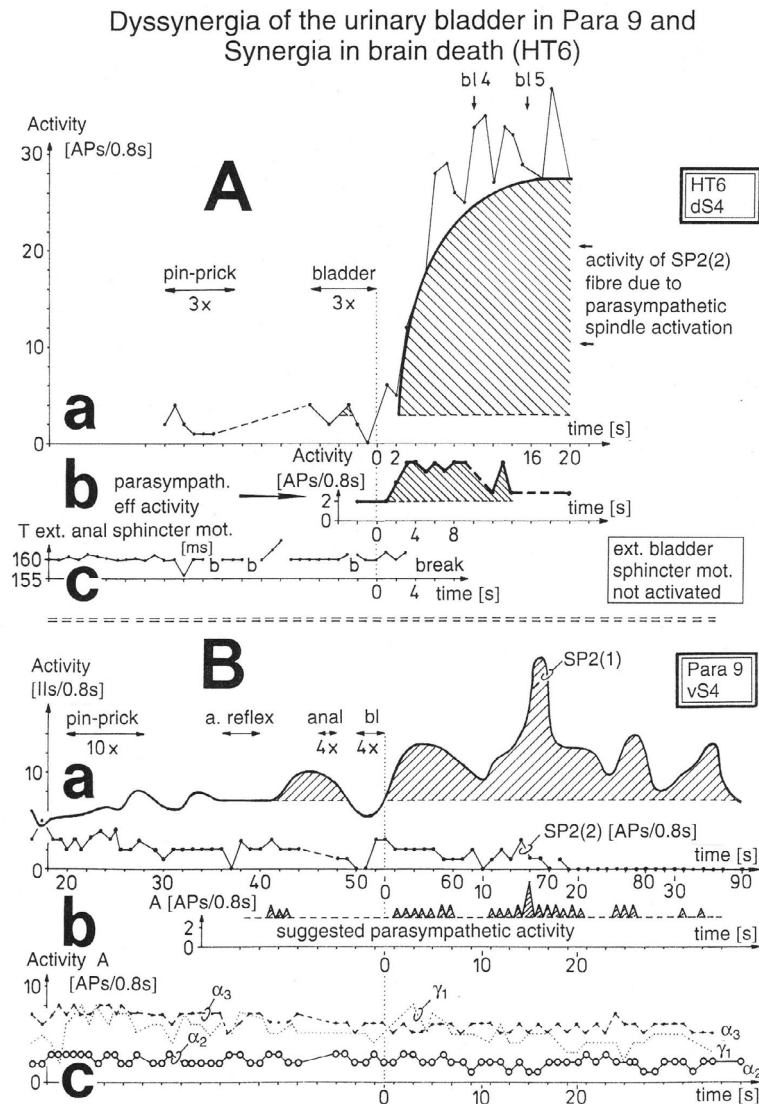 Dyssynergia of the urinary bladder in Para 9 and
Synergia in brain death (HT6)
bl4 bl5
Activity
[APs/0.8s]
30
A
HT6
dS4
20
pin-prick bladder
3x 3x
activity of SP2(2)
fibre due to
parasympathetic
spindle activation
10
a
0
time [s]
0 2 16 20
Activity
[APs/0.8s]
b
parasympath.
eff activity
2
0
time [s]
0 4 8
T ext. anal sphincter mot.
[ms]
160
155
b b b break
c
0 4 time [s]
ext. bladder
sphincter mot.
not activated
B
Activity
[IIs/0.8s]
SP2(1)
Para 9
vS4
pin-prick a. reflex anal bl
10x 4x 4x
a
10
SP2(2) [APs/0.8s]
0
time [s]
20 30 40 50 0 60 10 70 20 80 30 90
b
A [APs/0.8s]
2
0
suggested parasympathetic activity
time [s]
0 10 20
Activity A
[APs/0.8s]
10
α3 γ1
α2
α3
γ1
α2
c
0
time [s]
0 10 20